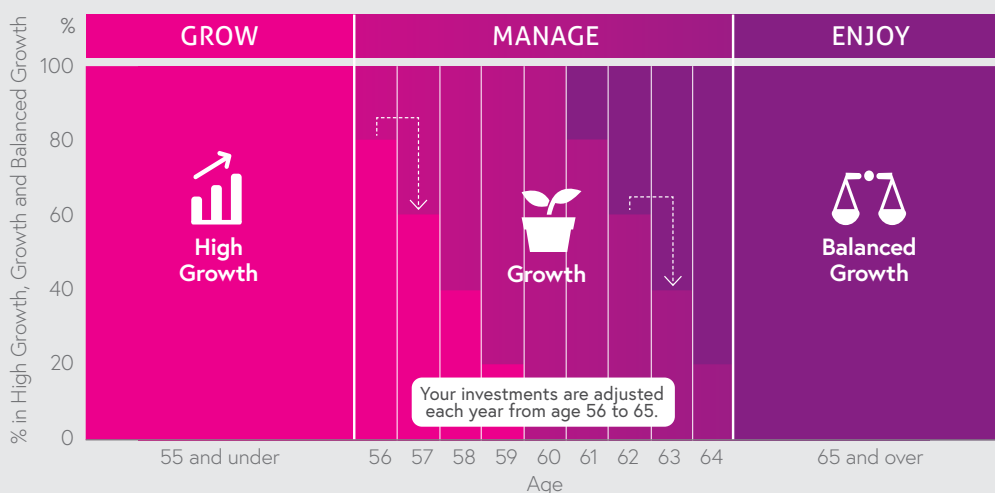 % in High Growth, Growth and Balanced Growth
%
GROW
MANAGE
ENJOY
100
80
60
40
20
0
High
Growth
Growth
Balanced
Growth
Your investments are adjusted
each year from age 56 to 65.
55 and under
56
57
58
59
60
61
62
63
64
65 and over
Age